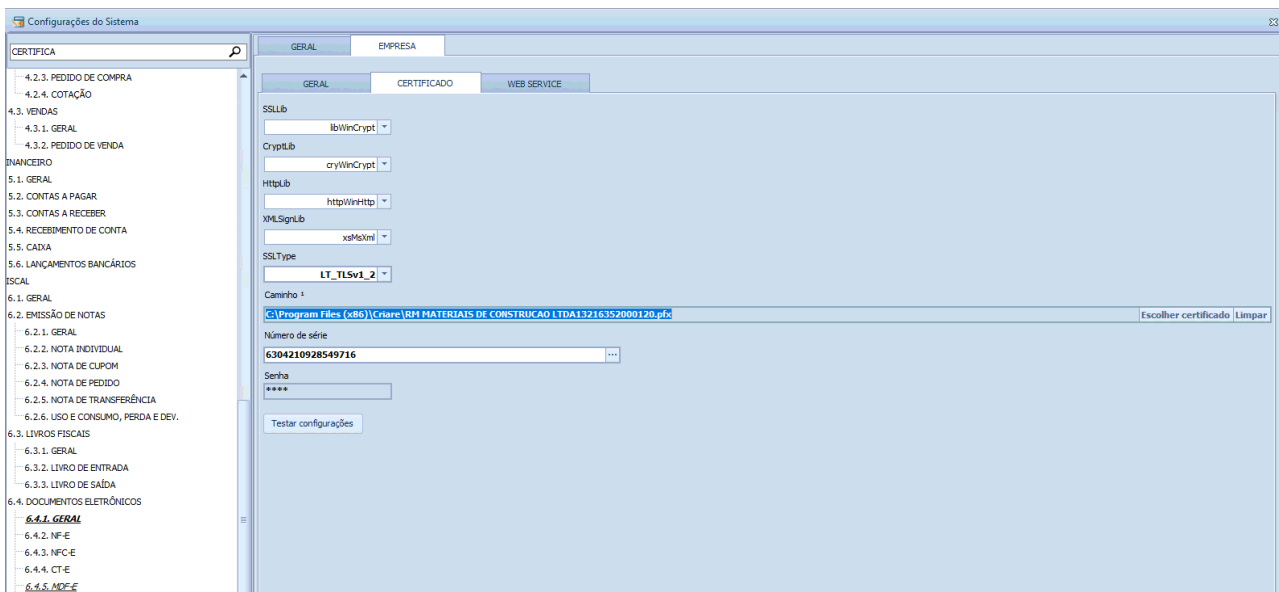 Configurações do Sistema
CERTIFICA
4.2.3. PEDIDO DE COMPRA
4.2.4. COTAÇÃO
4.3. VENDAS
4.3.1. GERAL
4.3.2. PEDIDO DE VENDA
INANCEIRO
5.1. GERAL
5.2. CONTAS A PAGAR
5.3. CONTAS A RECEBER
5.4. RECEBIMENTO DE CONTA
5.5. CAIXA
5.6. LANÇAMENTOS BANCÁRIOS
ISCAL
6.1. GERAL
6.2. EMISSÃO DE NOTAS
6.2.1. GERAL
6.2.2. NOTA INDIVIDUAL
6.2.3. NOTA DE CUPOM
6.2.4. NOTA DE PEDIDO
6.2.5. NOTA DE TRANSFERÊNCIA
6.2.6. USO E CONSUMO, PERDA E DEV.
6.3. LIVROS FISCAIS
6.3.1. GERAL
6.3.2. LIVRO DE ENTRADA
6.3.3. LIVRO DE SAÍDA
6.4. DOCUMENTOS ELETRÔNICOS
6.4.1. GERAL
6.4.2. NF-E
6.4.3. NFC-E
6.4.4. CT-E
6.4.5. MDF-E
GERAL EMPRESA
GERAL CERTIFICADO WEB SERVICE
SSLLib
libWinCrypt
CryptLib
cryWinCrypt
HttpLib
httpWinHttp
XMLSignLib
xsMsXml
SSLType
LT_TLSv1_2
Caminho ¹
C:\Program Files (x86)\Criare\RM MATERIAIS DE CONSTRUCAO LTDA13216352000120.pfx Escolher certificado Limpar
Número de série
6304210928549716 ...
Senha
****
Testar configurações